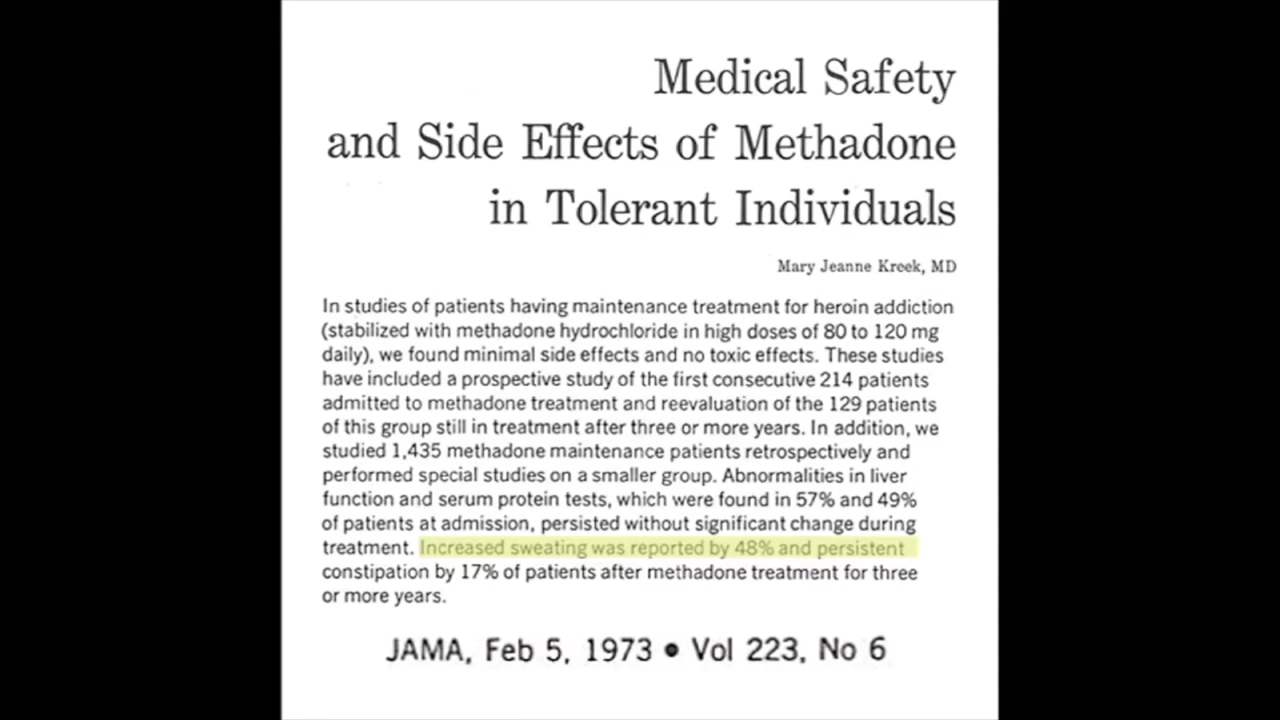 Medical Safety
and Side Effects of Methadone
in Tolerant Individuals
Mary Jeanne Kreek, MD
In studies of patients having maintenance treatment for heroin addiction
(stabilized with methadone hydrochloride in high doses of 80 to 120 mg
daily), we found minimal side effects and no toxic effects. These studies
have included a prospective study of the first consecutive 214 patients
admitted to methadone treatment and reevaluation of the 129 patients
of this group still in treatment after three or more years. In addition, we
studied 1,435 methadone maintenance patients retrospectively and
performed special studies on a smaller group. Abnormalities in liver
function and serum protein tests, which were found in 57% and 49%
of patients at admission, persisted without significant change during
treatment. Increased sweating was reported by 48% and persistent
constipation by 17% of patients after methadone treatment for three
or more years.
JAMA, Feb 5, 1973 • Vol 223, No 6